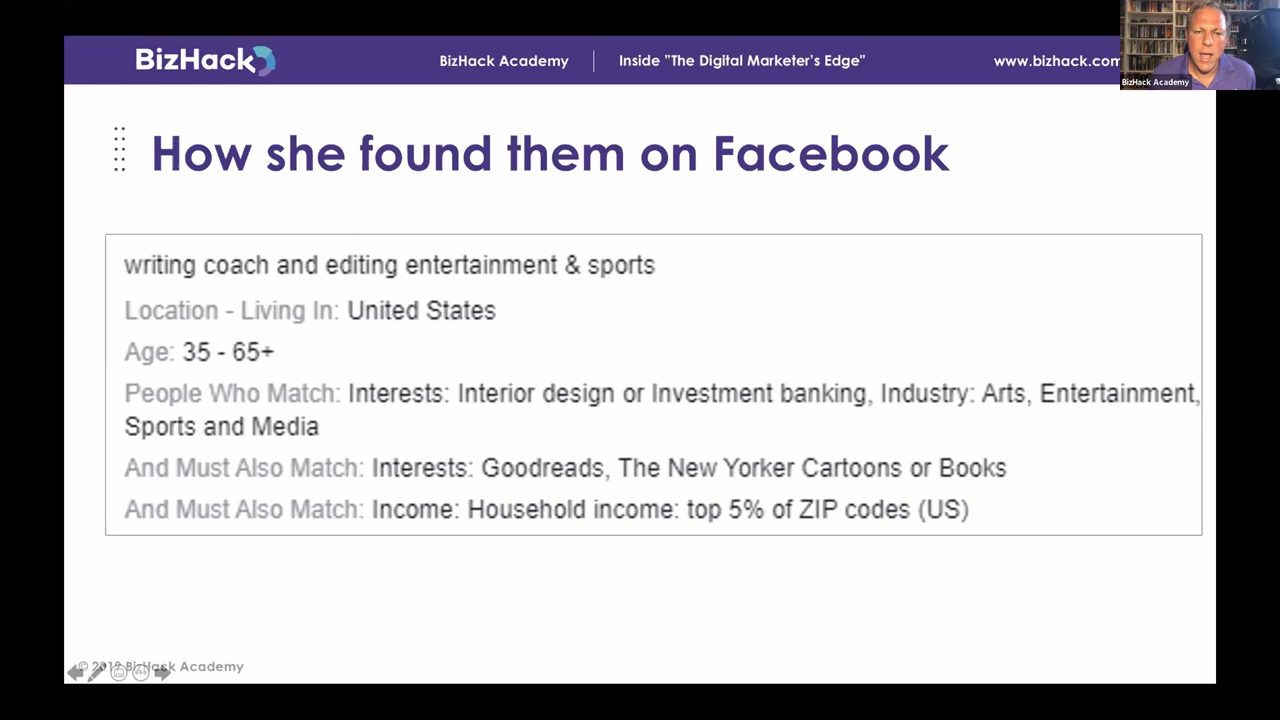 BizHack
BizHack Academy
Inside "The Digital Marketer's Edge"
www.bizhack.com
BizHack Academy
How she found them on Facebook
writing coach and editing entertainment & sports
Location - Living In: United States
Age: 35 - 65+
People Who Match: Interests: Interior design or Investment banking, Industry: Arts, Entertainment,
Sports and Media
And Must Also Match: Interests: Goodreads, The New Yorker Cartoons or Books
And Must Also Match: Income: Household income: top 5% of ZIP codes (US)
© 2019 BizHack Academy